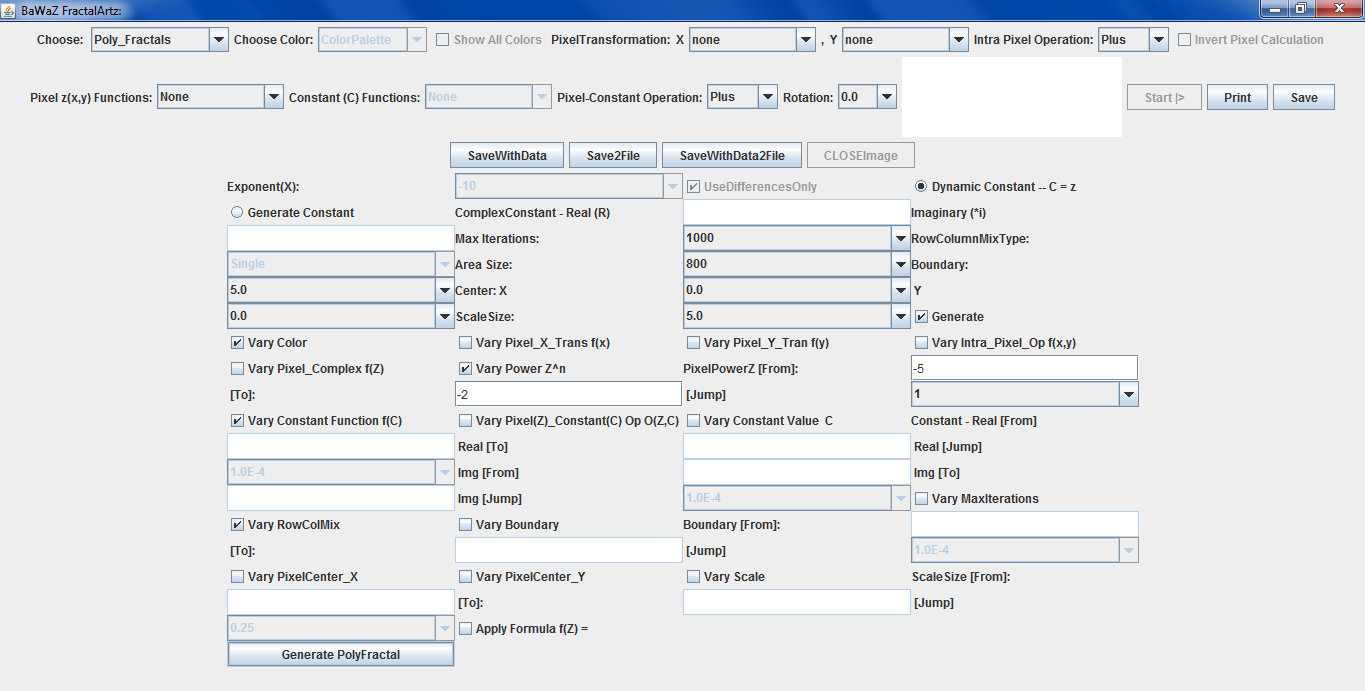 BaWaZ FractalArtz:
Choose: Poly_Fractals Choose Color: ColorPalette Show All Colors PixelTransformation: X none , Y none Intra Pixel Operation: Plus Invert Pixel Calculation
Pixel z(x,y) Functions: None Constant (C) Functions: None Pixel-Constant Operation: Plus Rotation: 0.0 Start |> Print Save
SaveWithData Save2File SaveWithData2File CLOSEImage
Exponent(X): -10 UseDifferencesOnly Dynamic Constant -- C = z
Generate Constant ComplexConstant - Real (R) Imaginary (*i)
Max Iterations: 1000 RowColumnMixType:
Single Area Size: 800 Boundary:
5.0 Center: X 0.0 Y
0.0 ScaleSize: 5.0 Generate
Vary Color Vary Pixel_X_Trans f(x) Vary Pixel_Y_Tran f(y) Vary Intra_Pixel_Op f(x,y)
Vary Pixel_Complex f(Z) Vary Power Z^n PixelPowerZ [From]: -5
[To]: -2 [Jump] 1
Vary Constant Function f(C) Vary Pixel(Z)_Constant(C) Op O(Z,C) Vary Constant Value C Constant - Real [From]
Real [To] Real [Jump]
1.0E-4 Img [From] Img [To]
Img [Jump] 1.0E-4 Vary MaxIterations
Vary RowColMix Vary Boundary Boundary [From]:
[To]: [Jump] 1.0E-4
Vary PixelCenter_X Vary PixelCenter_Y Vary Scale ScaleSize [From]:
[To]: [Jump]
0.25 Apply Formula f(Z) =
Generate PolyFractal